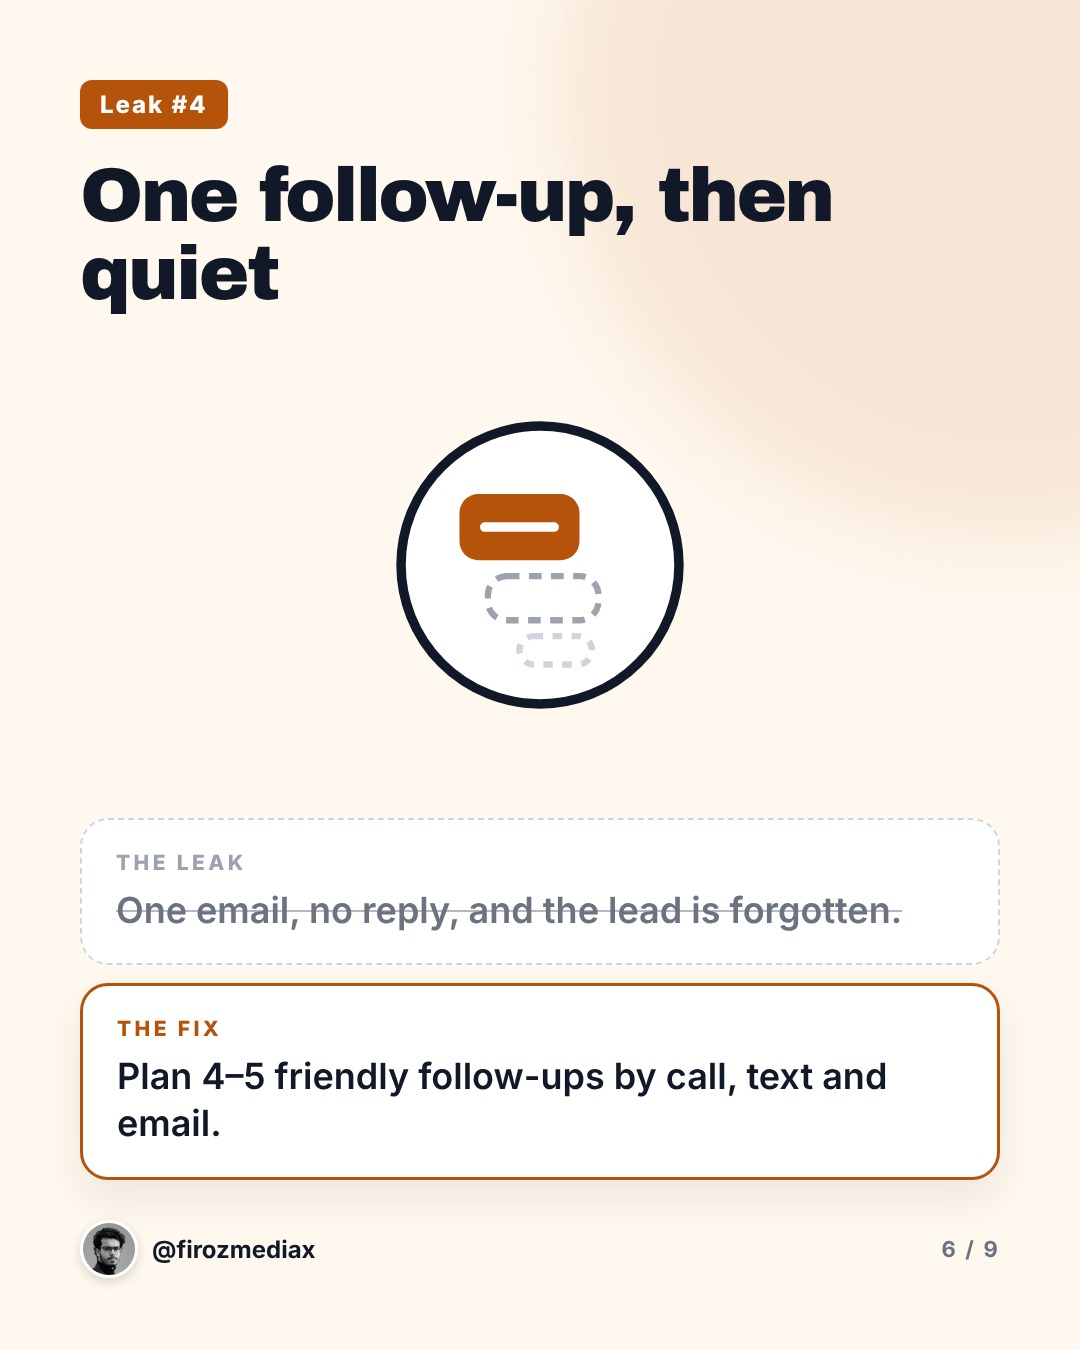 Leak #4
One follow-up, then
quiet
THE LEAK
One email, no reply, and the lead is forgotten.
THE FIX
Plan 4–5 friendly follow-ups by call, text and
email.
@firozmediax
6 / 9